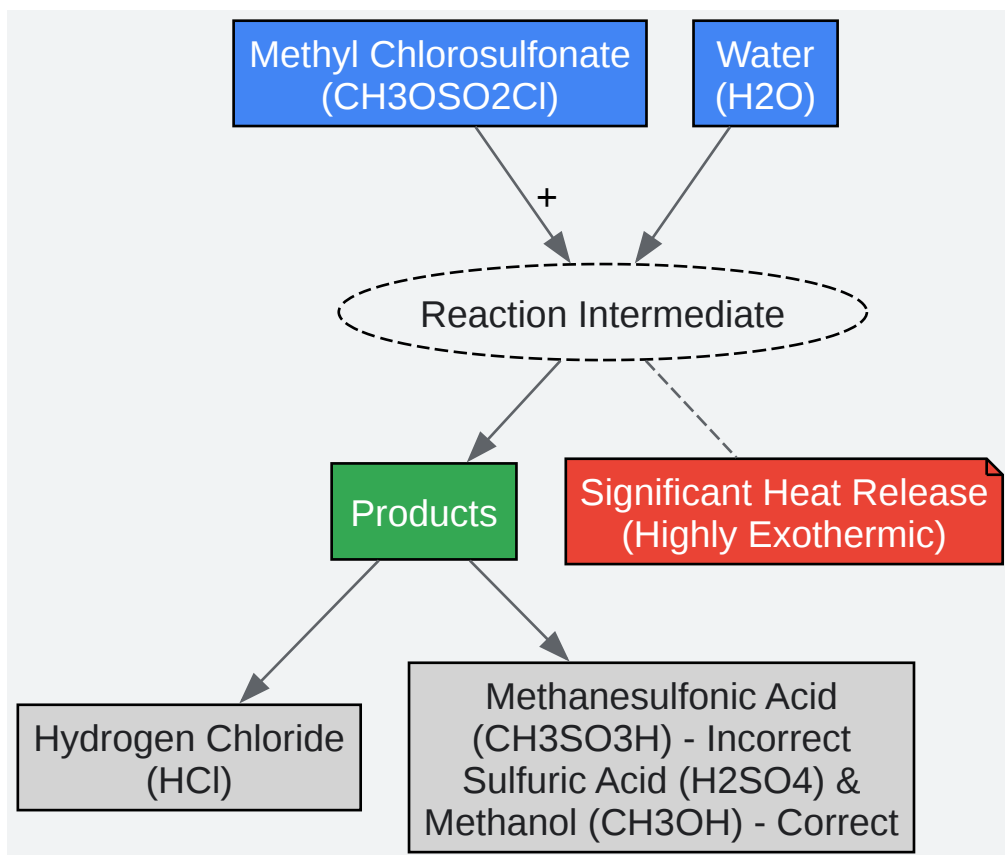 Methyl Chlorosulfonate
(CH3OSO2Cl)
Water
(H2O)
+
Reaction Intermediate
Products
Significant Heat Release
(Highly Exothermic)
Hydrogen Chloride
(HCl)
Methanesulfonic Acid
(CH3SO3H) - Incorrect
Sulfuric Acid (H2SO4) &
Methanol (CH3OH) - Correct